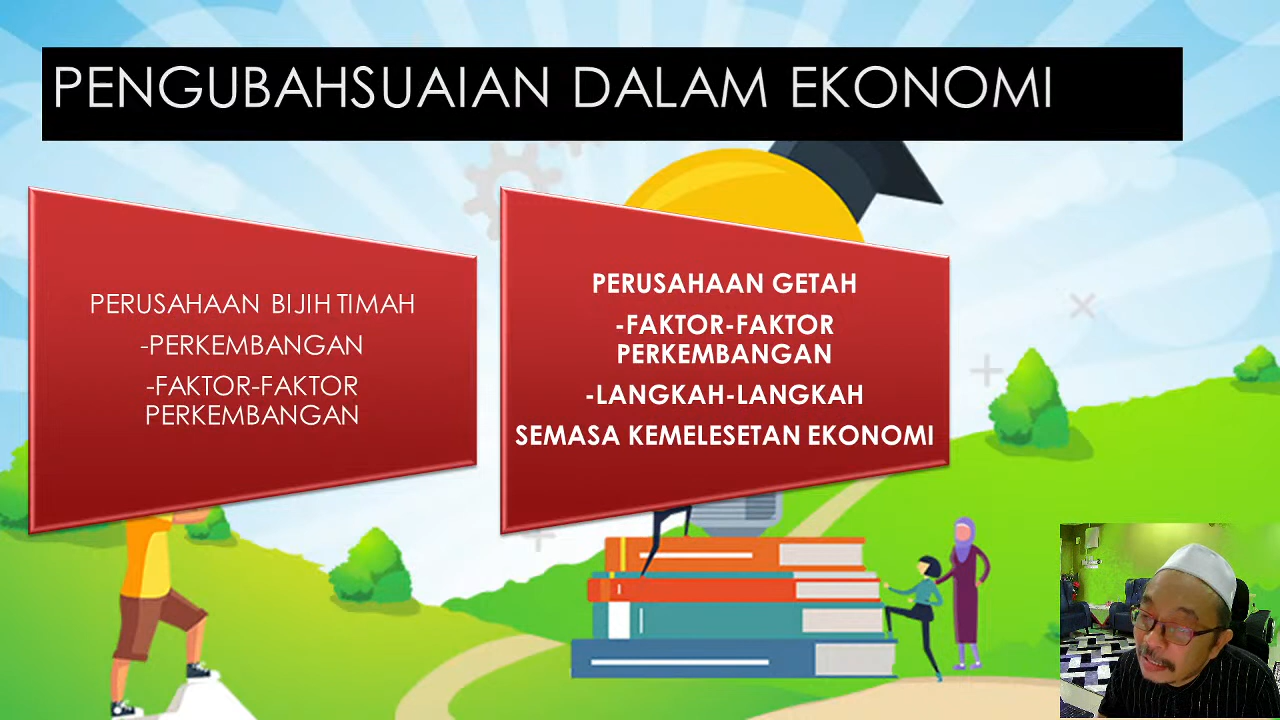 PENGUBAHSUAIAN DALAM EKONOMI
PERUSAHAAN BIJIH TIMAH
-PERKEMBANGAN
-FAKTOR-FAKTOR
PERKEMBANGAN
PERUSAHAAN GETAH
-FAKTOR-FAKTOR
PERKEMBANGAN
-LANGKAH-LANGKAH
SEMASA KEMELESETAN EKONOMI